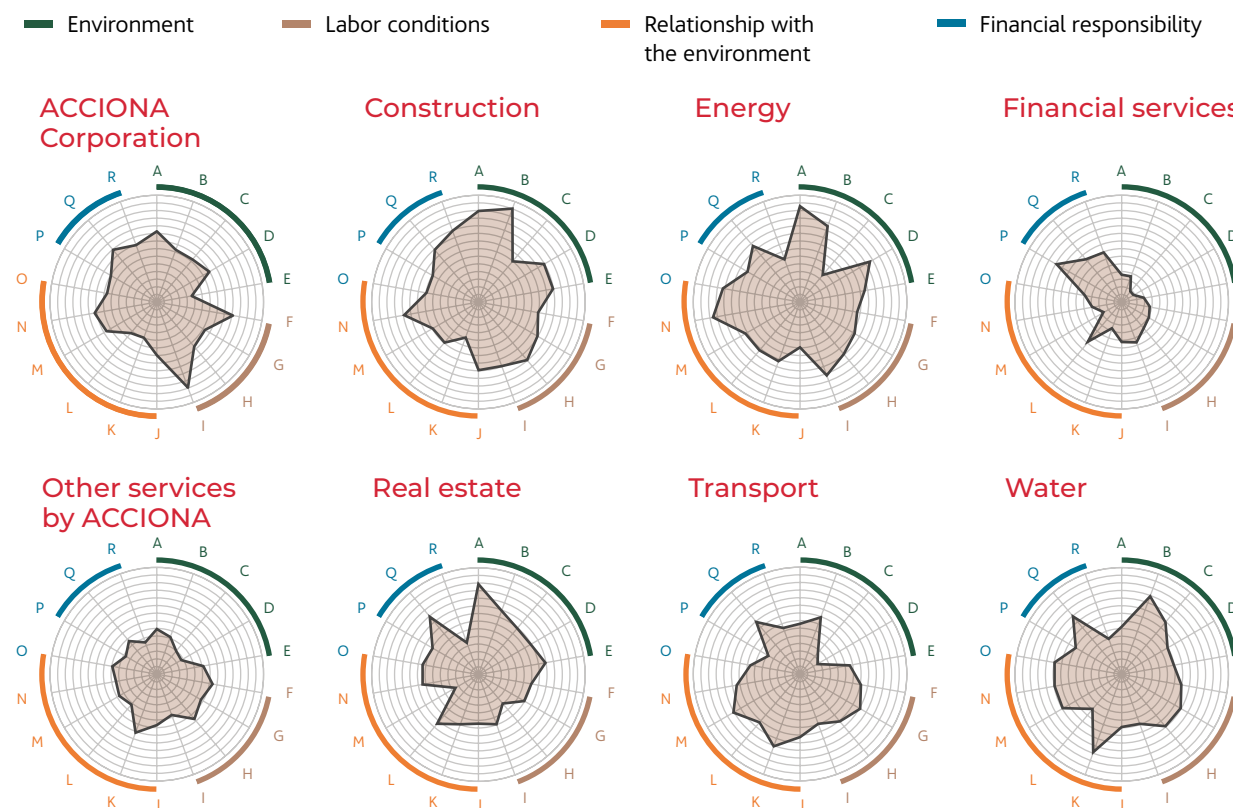 Environment
Labor conditions
Relationship with
the environment
Financial responsibility
ACCIONA
Corporation
Construction
Energy
Financial services
A
B
C
D
E
F
G
H
I
J
K
L
M
N
O
P
Q
R
A
B
C
D
E
F
G
H
I
J
K
L
M
N
O
P
Q
R
A
B
C
D
E
F
G
H
I
J
K
L
M
N
O
P
Q
R
A
B
C
D
H
I
J
K
L
M
N
O
P
Q
R
Other services
by ACCIONA
Real estate
Transport
Water
A
B
C
D
E
F
G
H
I
J
K
L
M
N
O
P
Q
R
A
B
C
D
E
F
G
H
I
J
K
L
M
N
O
P
Q
R
A
B
C
D
E
F
G
H
I
J
K
L
M
N
O
P
Q
R
A
B
C
D
H
I
J
K
L
M
N
O
P
Q
R